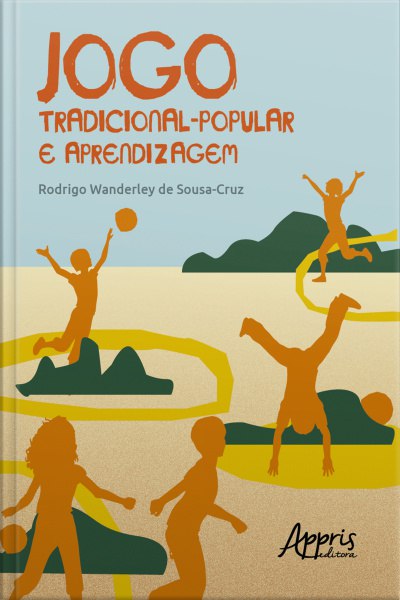 JOGO
TRADICIONAL-POPULAR
E APRENDIZAGEM
Rodrigo Wanderley de Sousa-Cruz
Appris
editora